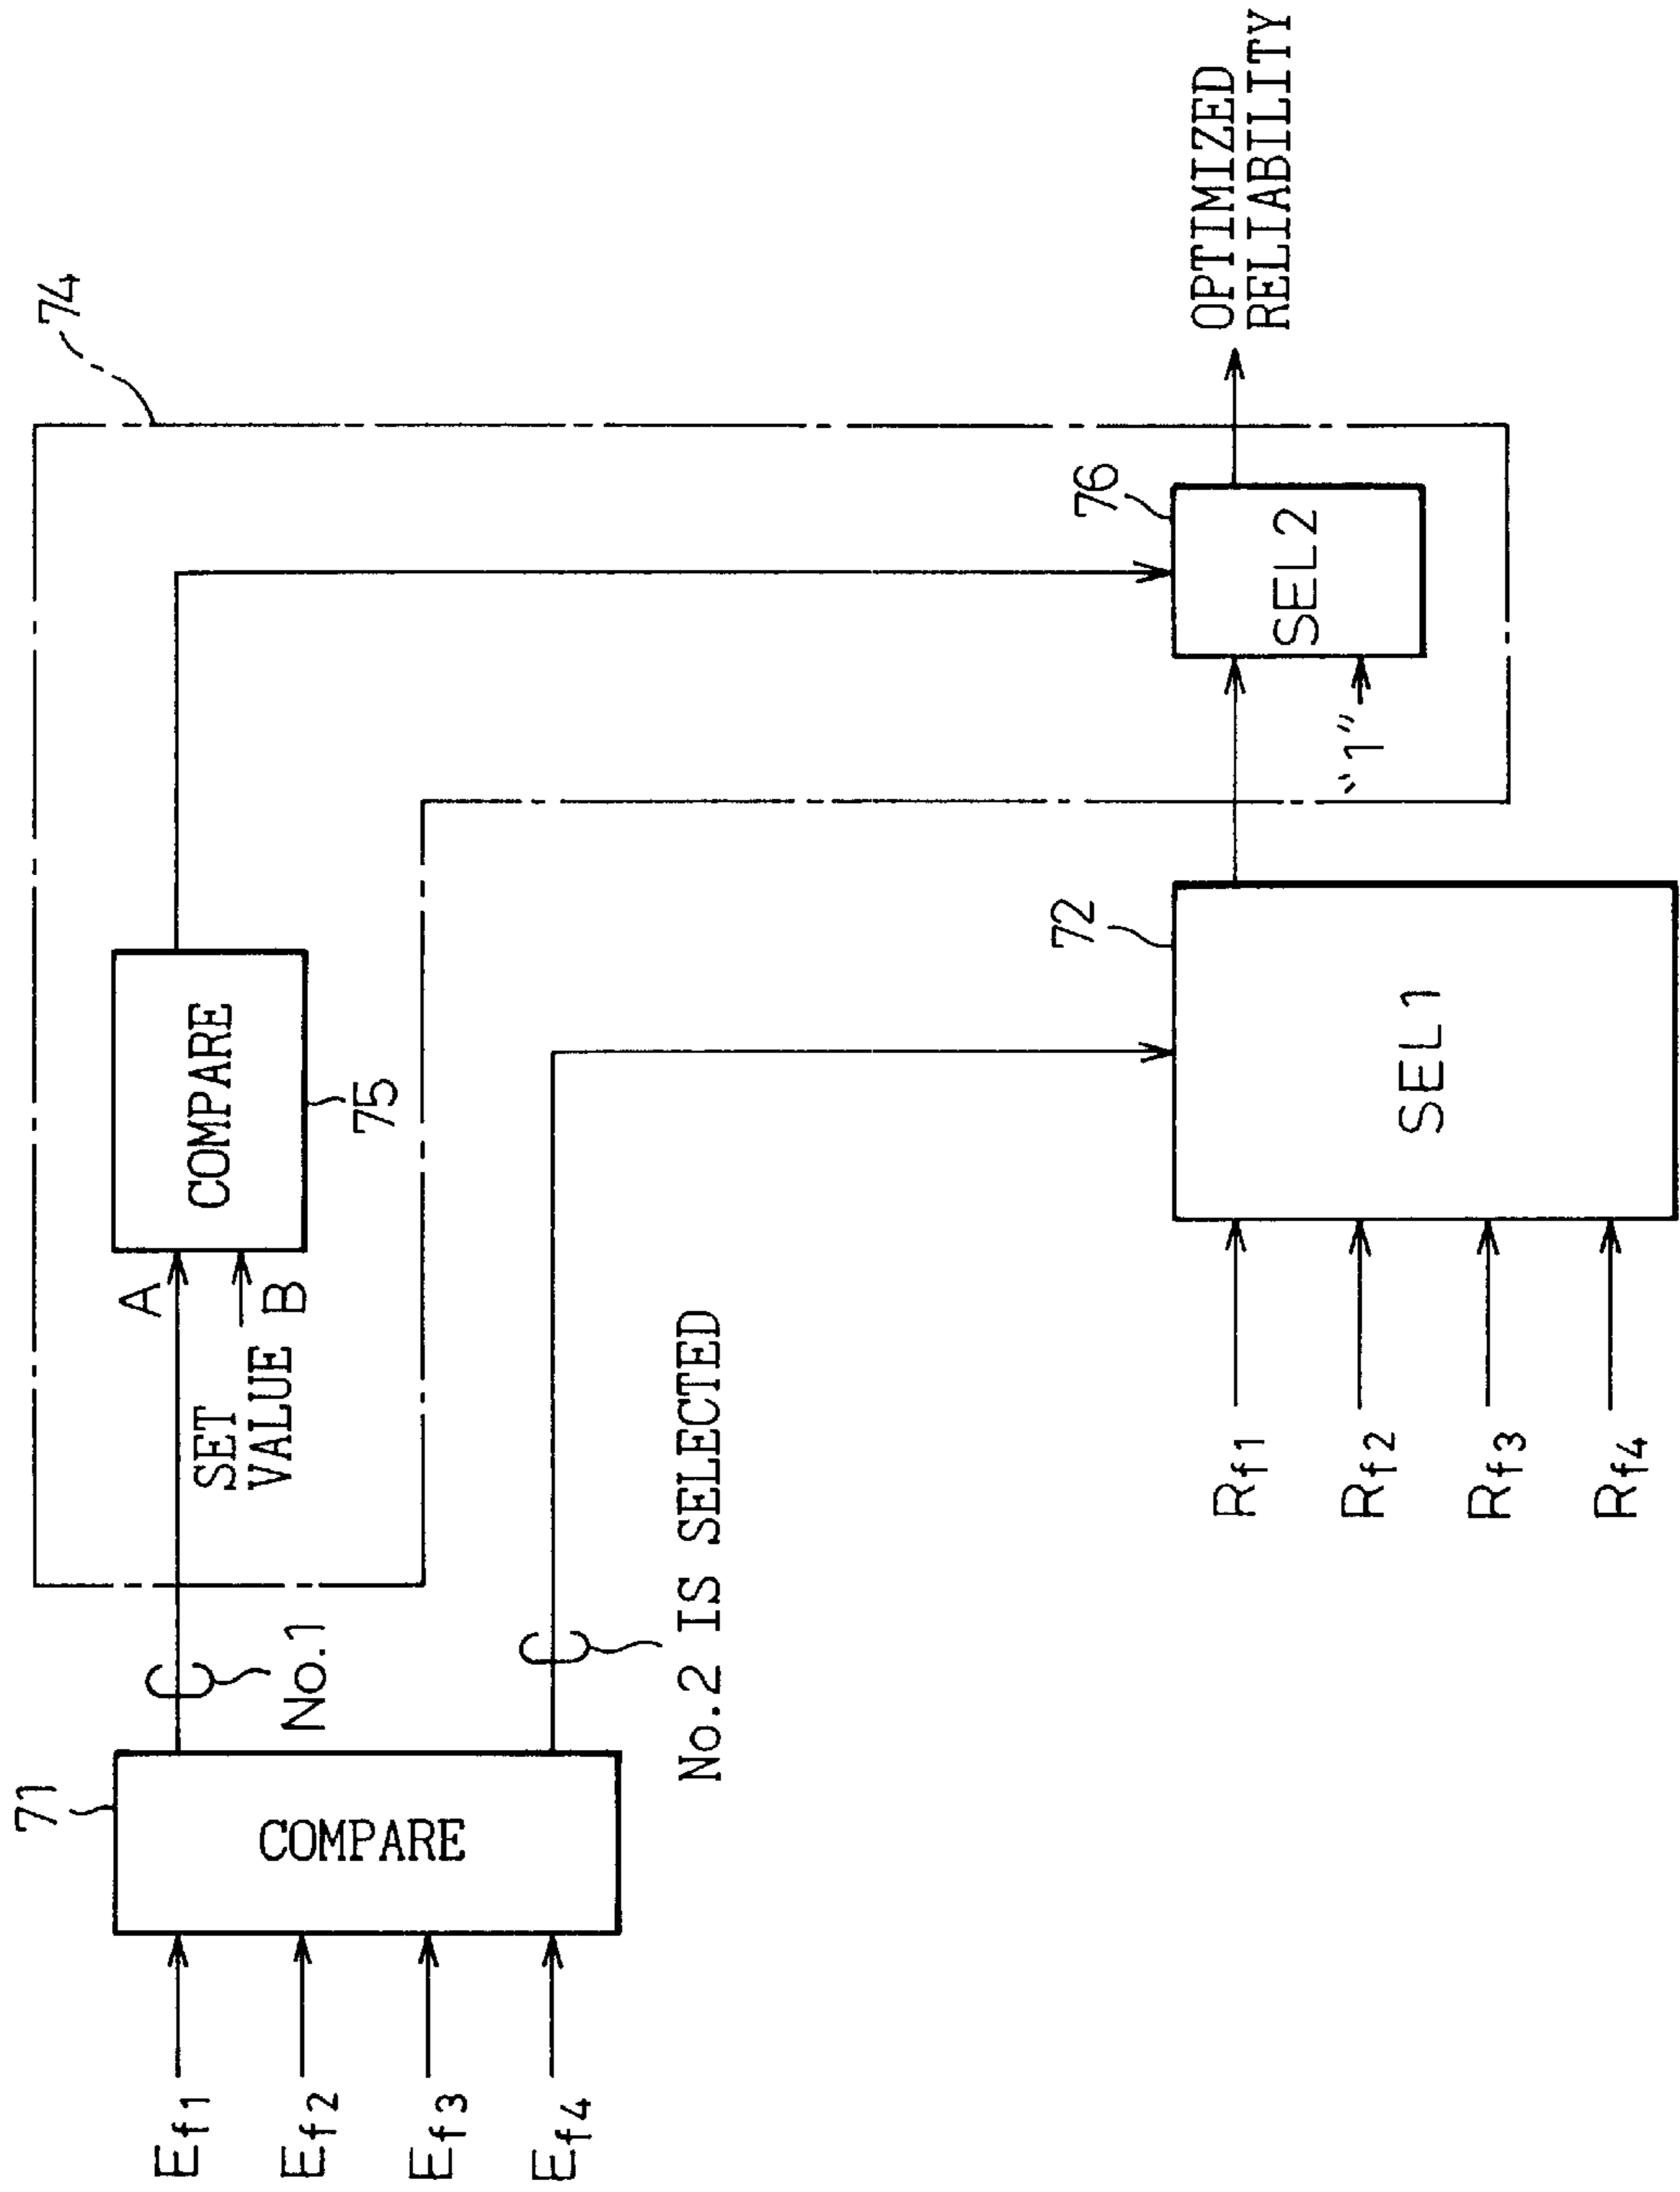 74
71
COMPARE
Ef1
Ef2
Ef3
Ef4
No.1
No.2 IS SELECTED
A
SET
VALUE B
COMPARE
75
72
SEL1
Rf1
Rf2
Rf3
Rf4
76
SEL2
"1"
OPTIMIZED
RELIABILITY